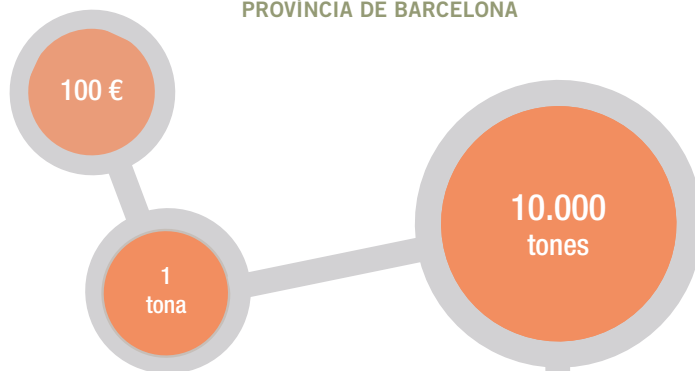 PROVÍNCIA DE BARCELONA
100 €
10.000
tones
1
tona